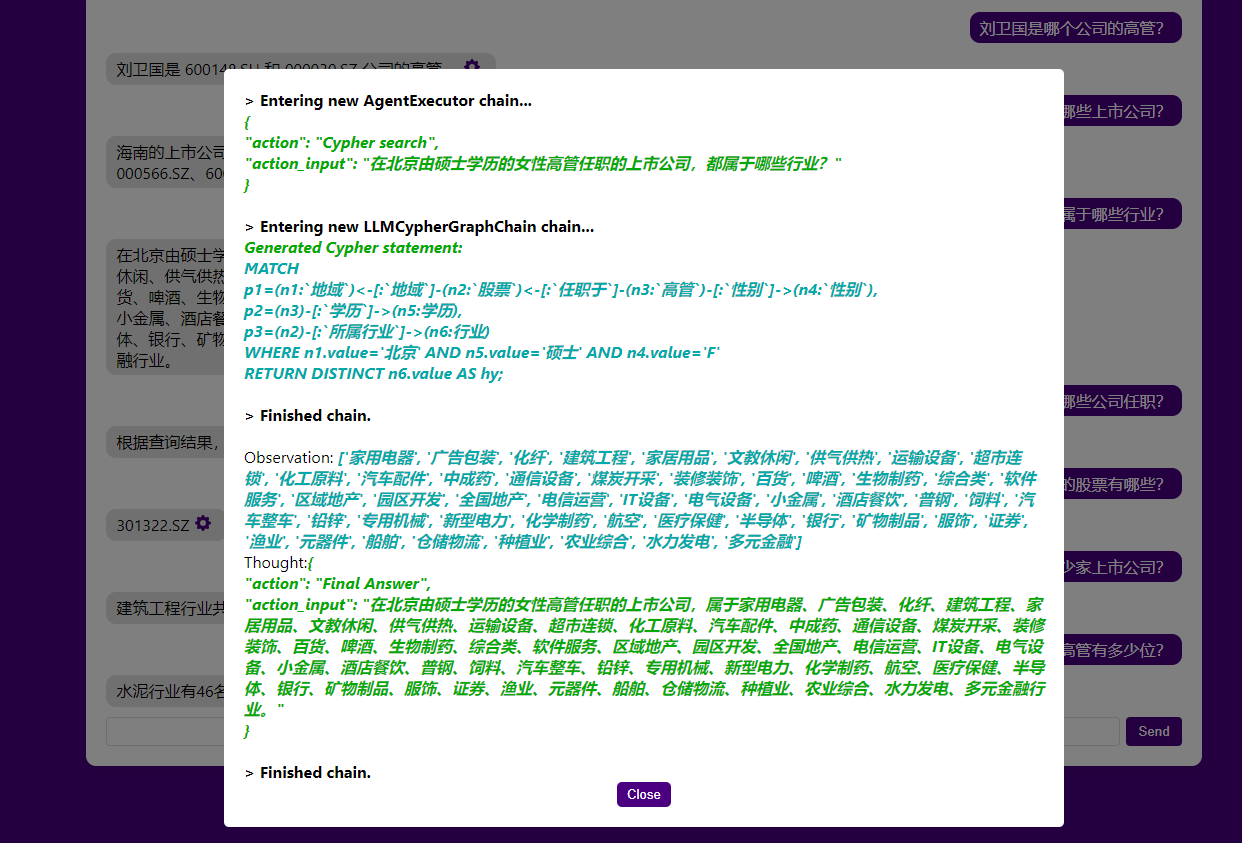 刘卫国是哪个公司的高管？
刘卫国是 600148.SH 和 000030.SZ 公司的高管
哪些上市公司？
海南的上市公司
000566.SZ、60
属于哪些行业？
在北京由硕士学
休闲、供气供热
货、啤酒、生物
小金属、酒店餐
体、银行、矿物
融行业。
哪些公司任职？
根据查询结果，
的股票有哪些？
301322.SZ
少家上市公司？
建筑工程行业共
高管有多少位？
水泥行业有46名
Send
> Entering new AgentExecutor chain...
{
"action": "Cypher search",
"action_input": "在北京由硕士学历的女性高管任职的上市公司，都属于哪些行业？"
}
> Entering new LLMCypherGraphChain chain...
Generated Cypher statement:
MATCH
p1=(n1:`地域`)<-[:`地域`]-(n2:`股票`)<-[:`任职于`]-(n3:`高管`)-[:`性别`]->(n4:`性别`),
p2=(n3)-[:`学历`]->(n5:学历),
p3=(n2)-[:`所属行业`]->(n6:行业)
WHERE n1.value='北京' AND n5.value='硕士' AND n4.value='F'
RETURN DISTINCT n6.value AS hy;
> Finished chain.
Observation: ['家用电器', '广告包装', '化纤', '建筑工程', '家居用品', '文教休闲', '供气供热', '运输设备', '超市连
锁', '化工原料', '汽车配件', '中成药', '通信设备', '煤炭开采', '装修装饰', '百货', '啤酒', '生物制药', '综合类', '软件
服务', '区域地产', '园区开发', '全国地产', '电信运营', 'IT设备', '电气设备', '小金属', '酒店餐饮', '普钢', '饲料', '汽
车整车', '铅锌', '专用机械', '新型电力', '化学制药', '航空', '医疗保健', '半导体', '银行', '矿物制品', '服饰', '证券',
'渔业', '元器件', '船舶', '仓储物流', '种植业', '农业综合', '水力发电', '多元金融']
Thought:{
"action": "Final Answer",
"action_input": "在北京由硕士学历的女性高管任职的上市公司，属于家用电器、广告包装、化纤、建筑工程、家
居用品、文教休闲、供气供热、运输设备、超市连锁、化工原料、汽车配件、中成药、通信设备、煤炭开采、装修
装饰、百货、啤酒、生物制药、综合类、软件服务、区域地产、园区开发、全国地产、电信运营、IT设备、电气设
备、小金属、酒店餐饮、普钢、饲料、汽车整车、铅锌、专用机械、新型电力、化学制药、航空、医疗保健、半导
体、银行、矿物制品、服饰、证券、渔业、元器件、船舶、仓储物流、种植业、农业综合、水力发电、多元金融行
业。"
}
> Finished chain.
Close